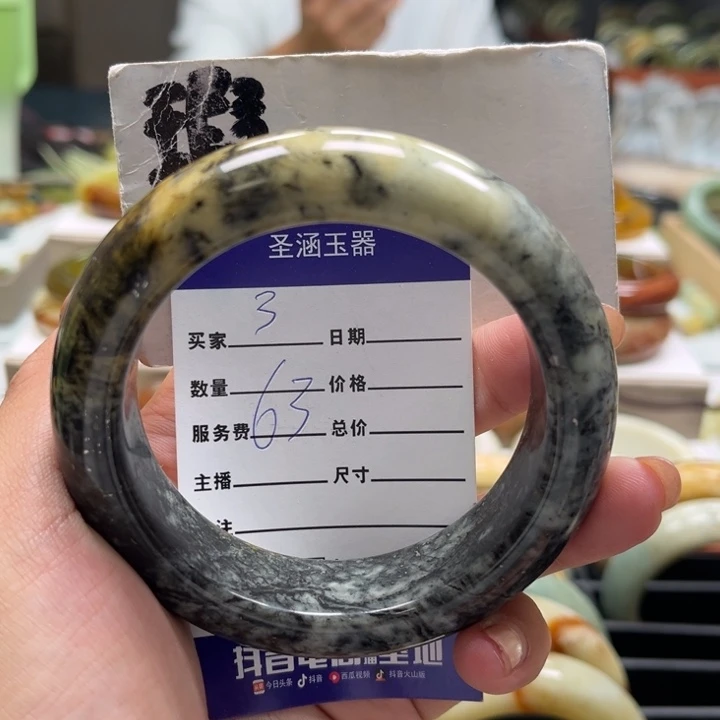 圣涵玉器
3
买家 日期
数量 价格
63
服务费 总价
主播 尺寸
注
今日头条 抖音 西瓜视频 抖音火山版